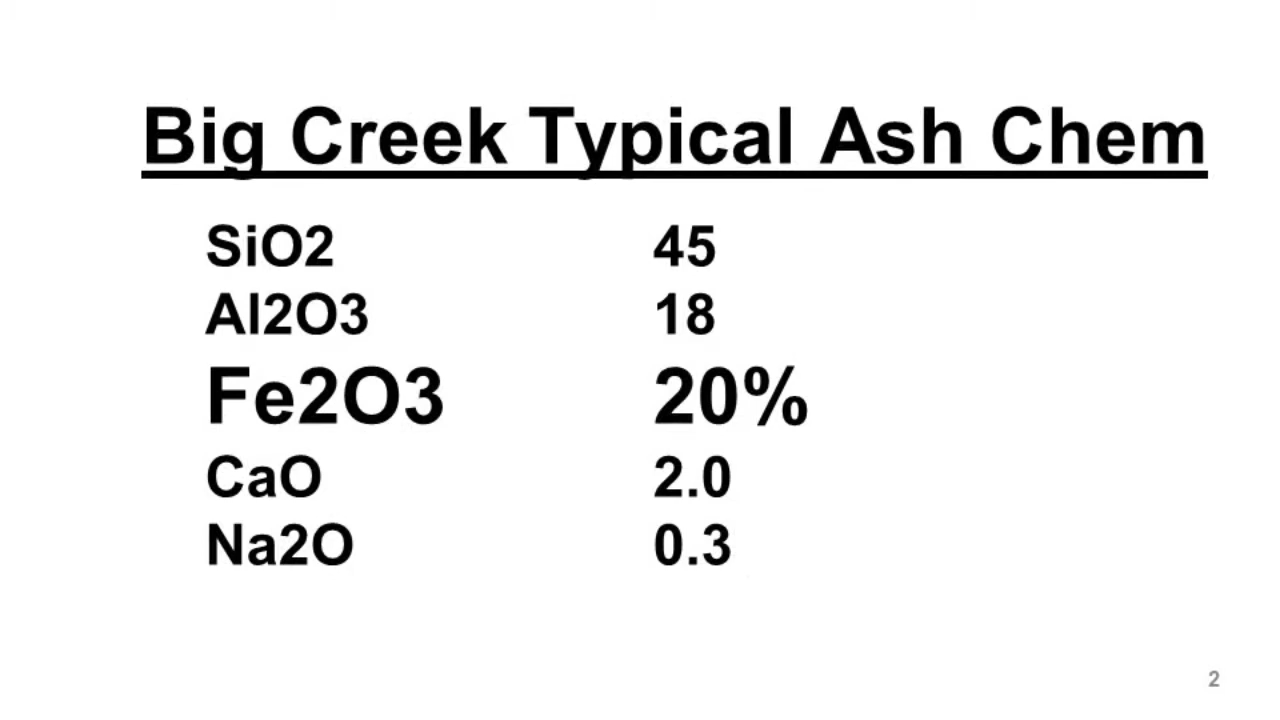 Big Creek Typical Ash Chem
SiO2 45
Al2O3 18
Fe2O3 20%
CaO 2.0
Na2O 0.3
2